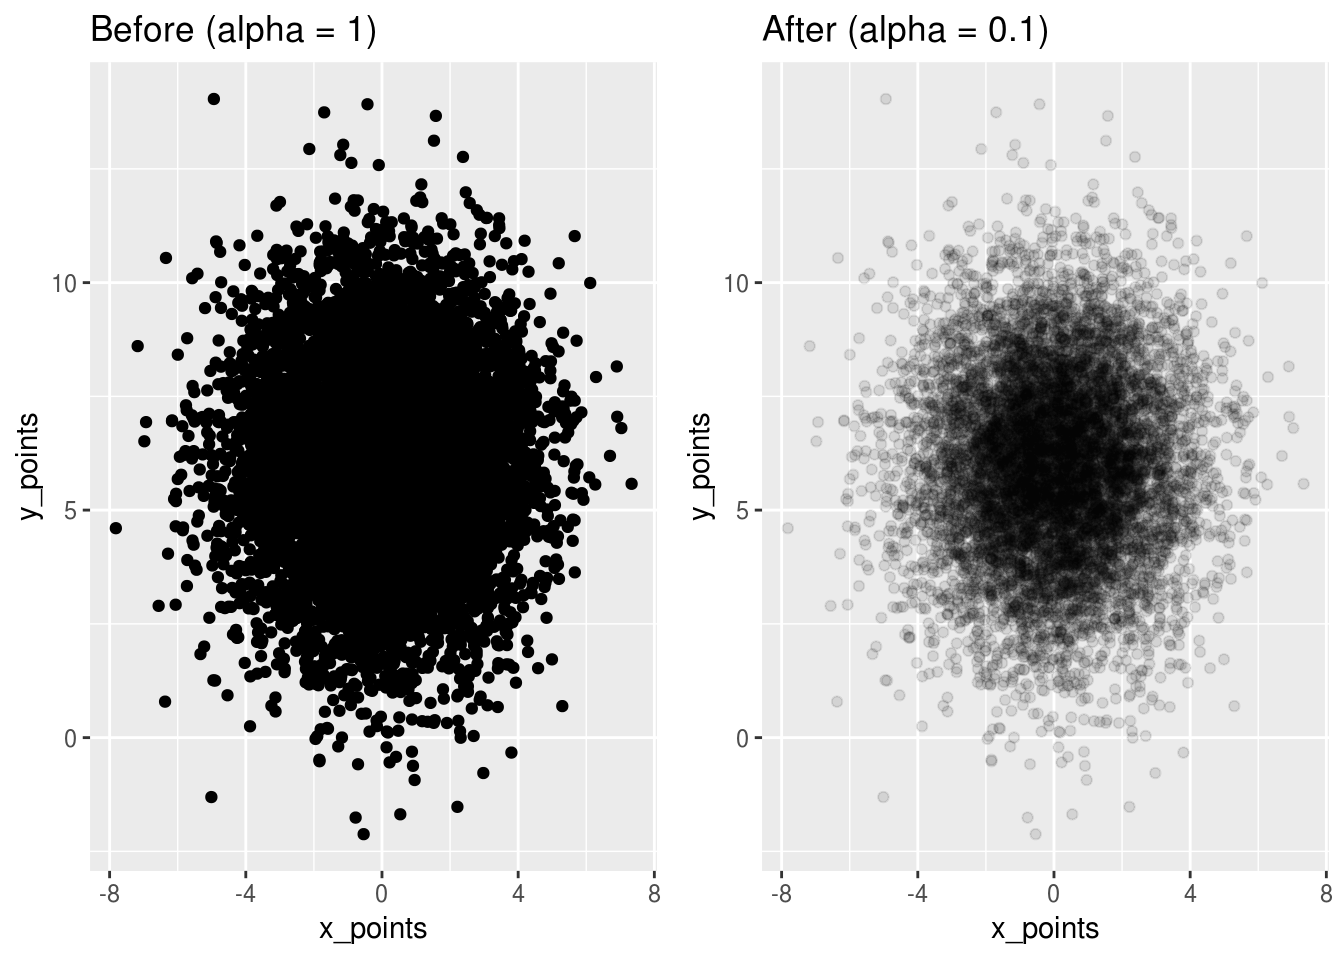 Before (alpha = 1)
y_points
10
5
0
-8 -4 0 4 8
x_points
After (alpha = 0.1)
y_points
10
5
0
-8 -4 0 4 8
x_points